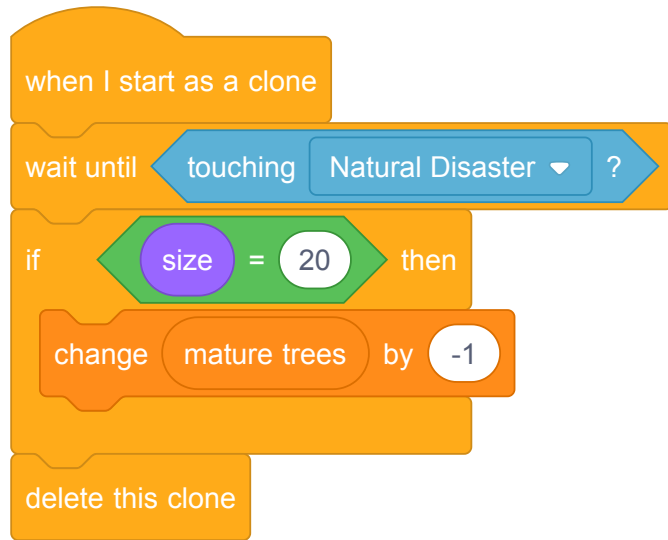 when I start as a clone
wait until touching Natural Disaster ?
if size = 20 then
change mature trees by -1
delete this clone